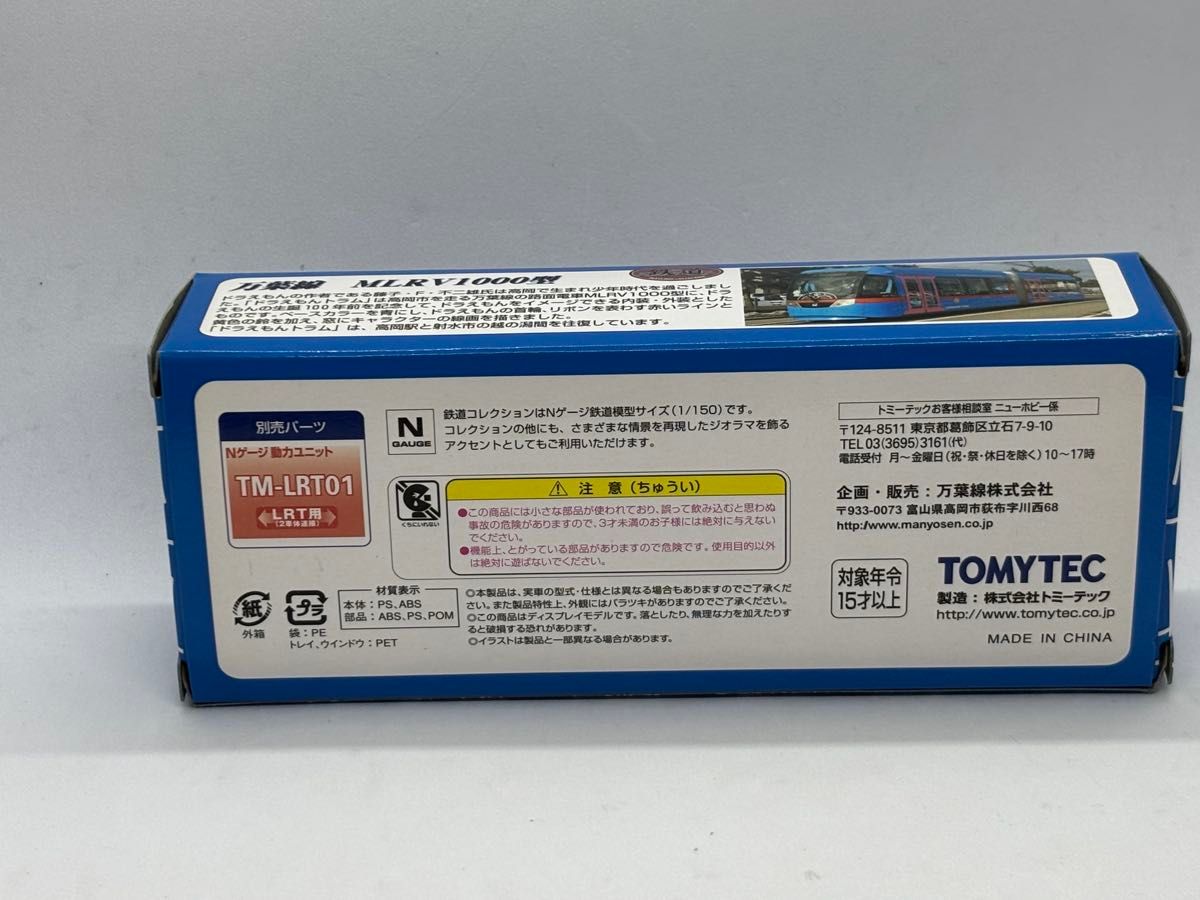 万葉線 MLRV1000型
鉄道
ドラえもんの作者である藤子・F・不二雄氏は高岡で生まれ少年時代を過ごしまし
た。「ドラえもんトラム」は高岡市を走る万葉線の路面電車MLRV1000型に、ドラ
えもんの生誕100年前を記念して、ドラえもんをイメージできる内装・外装とした
もので
スカラーを青にし、ドラえもんの首輪、リボンを表わす赤いラインと
黄色の鈴を加え、窓にキャラクターの線画を描きました。
「ドラえもんトラム」は、高岡駅と射水市の越の潟間を往復しています。
別売パーツ
Nゲージ 動力ユニット
TM-LRT01
LRT用
(2車体連接)
N
GAUGE
鉄道コレクションはNゲージ鉄道模型サイズ(1/150)です。
コレクションの他にも、さまざまな情景を再現したジオラマを飾る
アクセントとしてもご利用いただけます。
くちにいれない
⚠ 注 意 (ちゅうい)
●この商品には小さな部品が使われており、誤って飲み込むと思わぬ
事故の危険がありますので、3才未満のお子様には絶対に与えない
でください。
●機能上、とがっている部品がありますので危険です。使用目的以外
は絶対に遊ばないでください。
紙
外箱
プラ
袋:PE
トレイ、ウインドウ:PET
材質表示
本体:PS、ABS
部品:ABS、PS、POM
◎本製品は、実車の型式・仕様とは異なる場合もありますのでご了承くだ
さい。また製品特性上、外観にはバラツキがありますのでご了承ください。
◎この商品はディスプレイモデルです。落としたり、無理な力を加えたりす
ると破損する恐れがあります。
◎イラストは製品と一部異なる場合があります。
トミーテックお客様相談室 ニューホビー係
〒124-8511 東京都葛飾区立石7-9-10
TEL 03(3695)3161(代)
電話受付 月～金曜日(祝・祭・休日を除く)10～17時
企画・販売:万葉線株式会社
〒933-0073 富山県高岡市荻布字川西68
http://www.manyosen.co.jp
対象年令
15才以上
TOMYTEC
製造:株式会社トミーテック
http://www.tomytec.co.jp
MADE IN CHINA